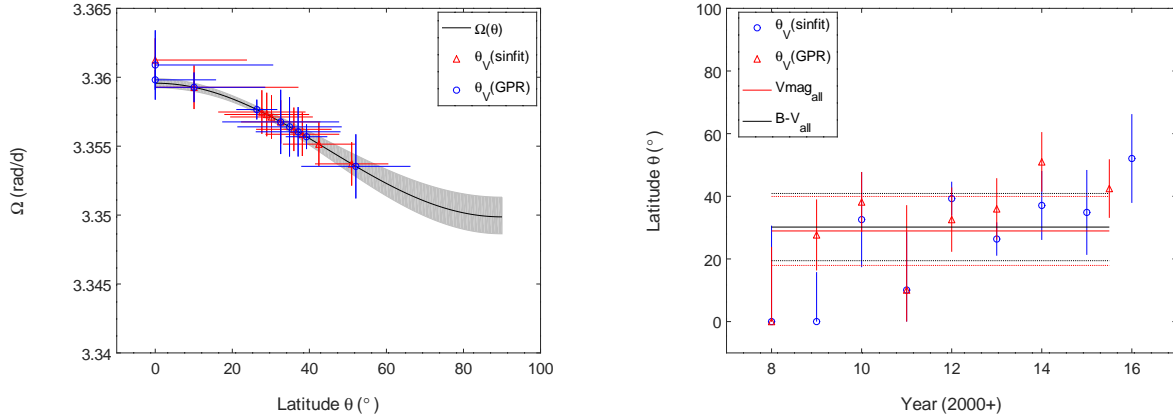 3.365
3.36
3.355
3.35
3.345
3.34
Ω (rad/d)
0
20
40
60
80
100
Latitude θ (°)
Ω(θ)
θV(sinfit)
θV(GPR)
100
80
60
40
20
0
Latitude θ (°)
8
10
12
14
16
Year (2000+)
θV(sinfit)
θV(GPR)
Vmagall
B-Vall